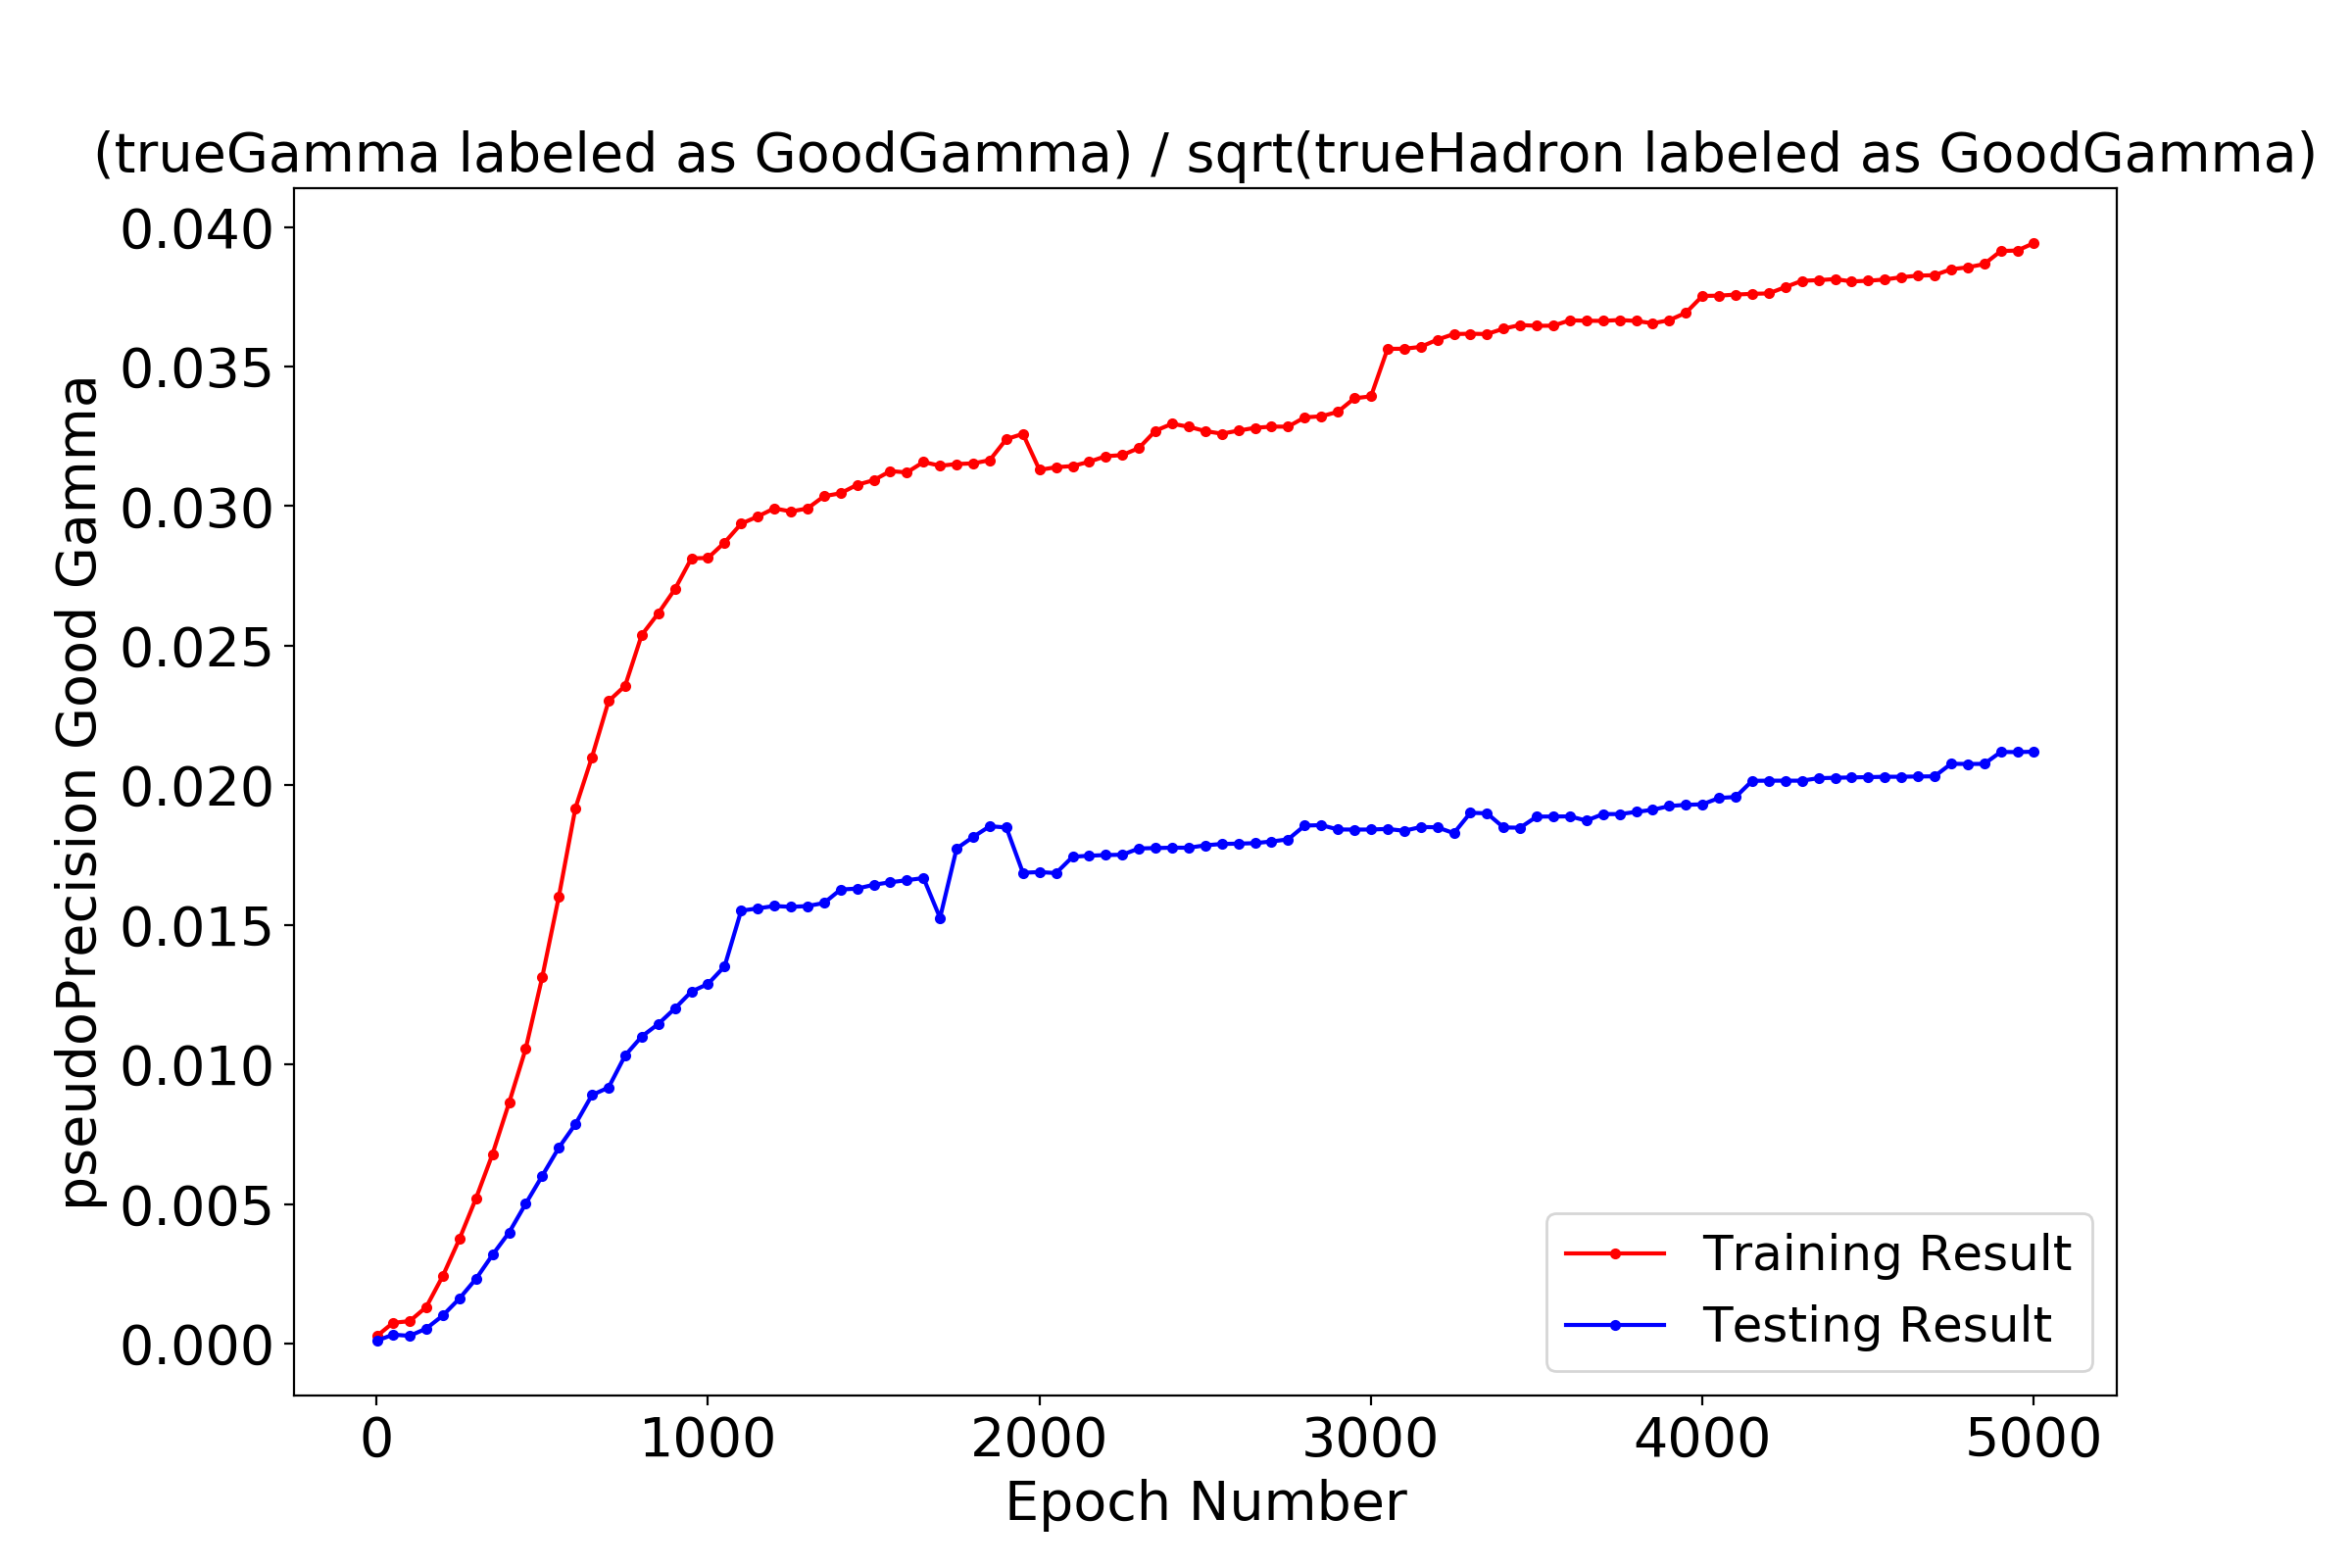 (trueGamma labeled as GoodGamma) / sqrt(trueHadron labeled as GoodGamma)
pseudoPrecision Good Gamma
0.040
0.035
0.030
0.025
0.020
0.015
0.010
0.005
0.000
Training Result
Testing Result
0 1000 2000 3000 4000 5000
Epoch Number